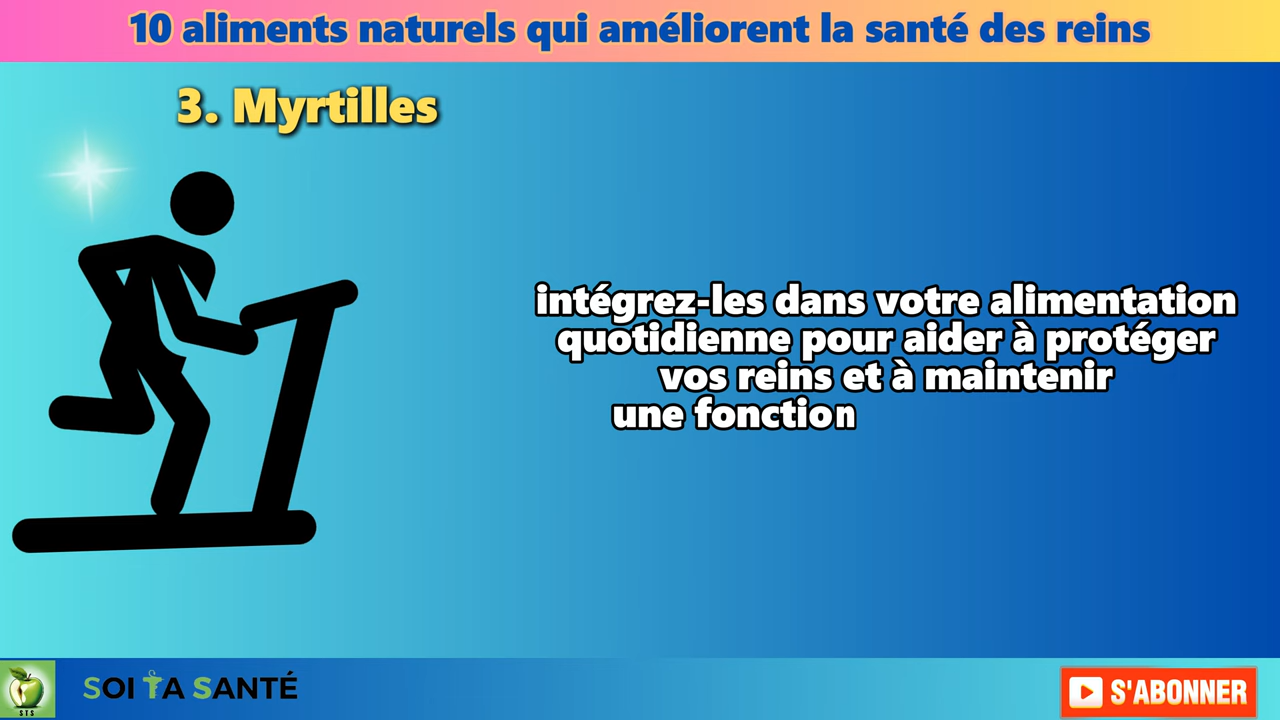 10 aliments naturels qui améliorent la santé des reins
3. Myrtilles
intégrez-les dans votre alimentation
quotidienne pour aider à protéger
vos reins et à maintenir
une fonction
STS
SOI TA SANTÉ
S'ABONNER